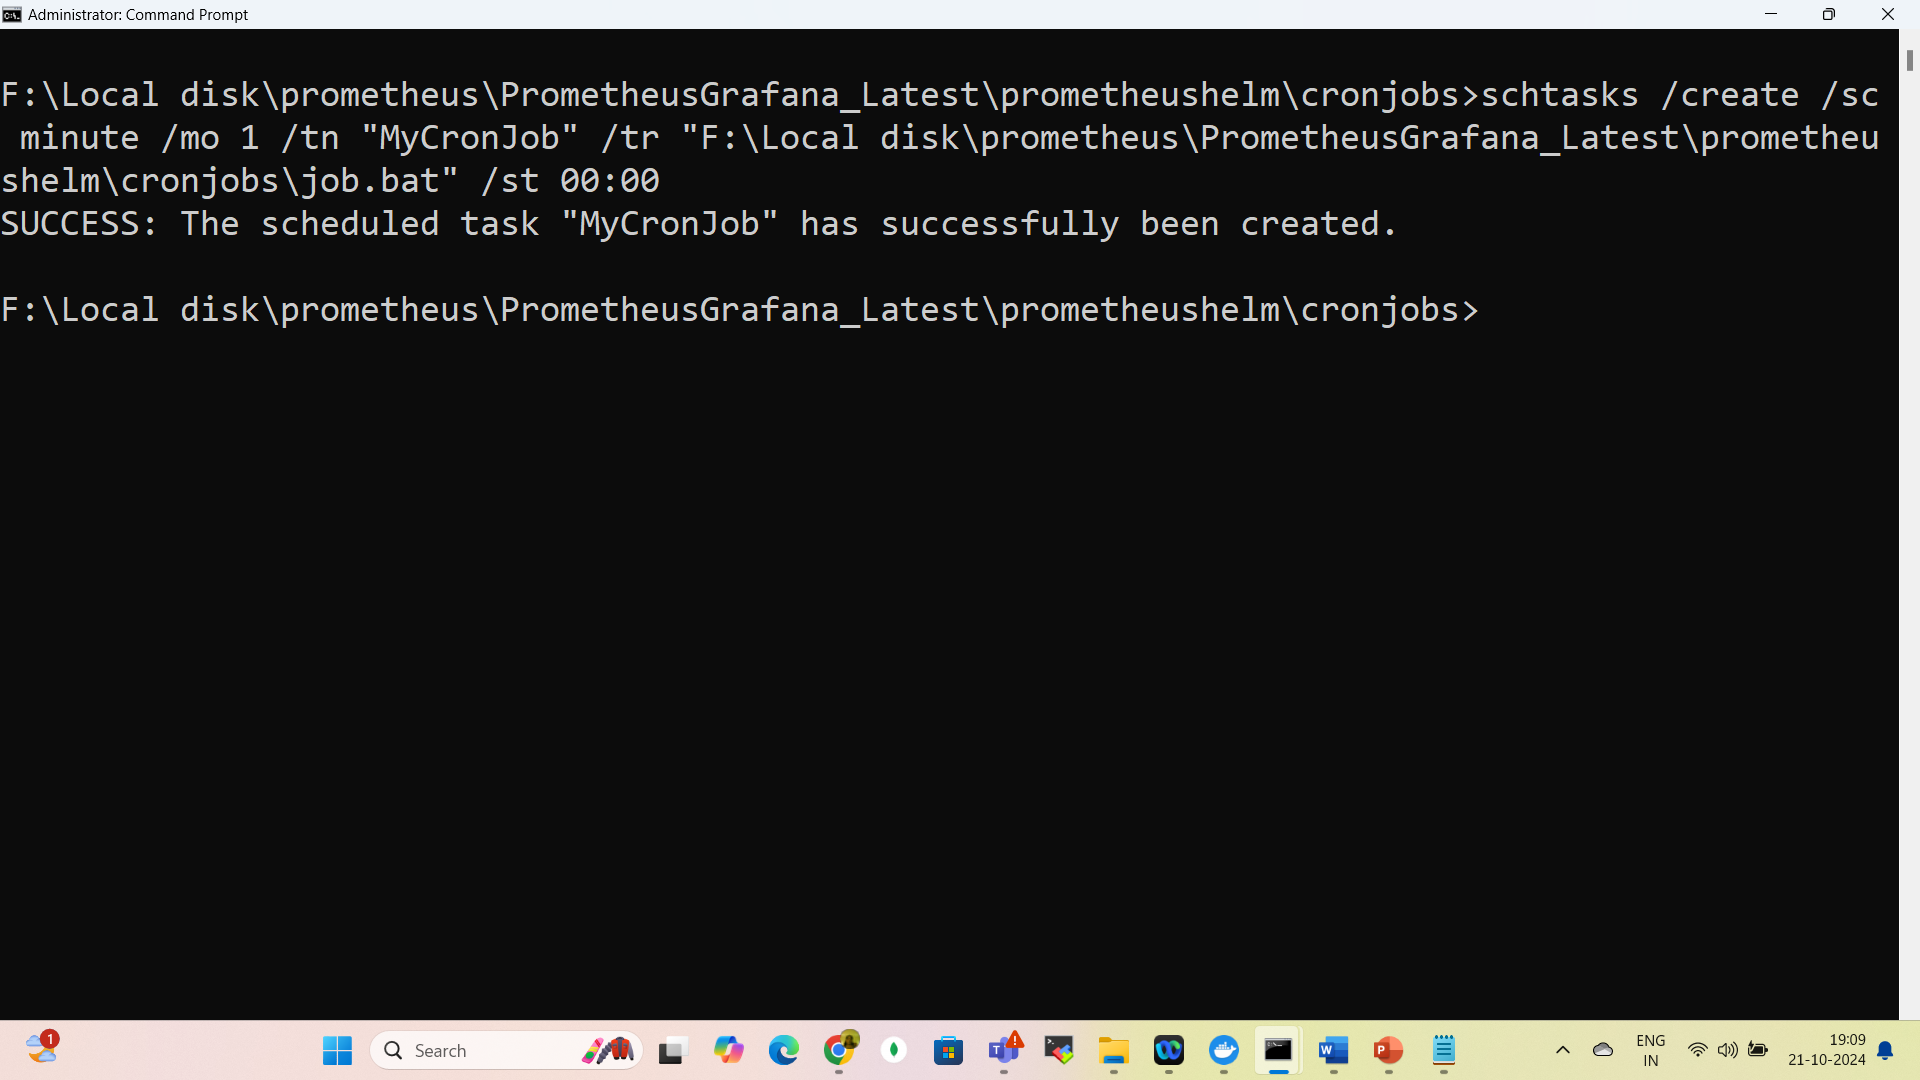 Administrator: Command Prompt
F:\Local disk\prometheus\PrometheusGrafana_Latest\prometheushelm\cronjobs>schtasks /create /sc
 minute /mo 1 /tn "MyCronJob" /tr "F:\Local disk\prometheus\PrometheusGrafana_Latest\prometheu
shelm\cronjobs\job.bat" /st 00:00
SUCCESS: The scheduled task "MyCronJob" has successfully been created.
F:\Local disk\prometheus\PrometheusGrafana_Latest\prometheushelm\cronjobs>
1
Search
ENG
IN
19:09
21-10-2024